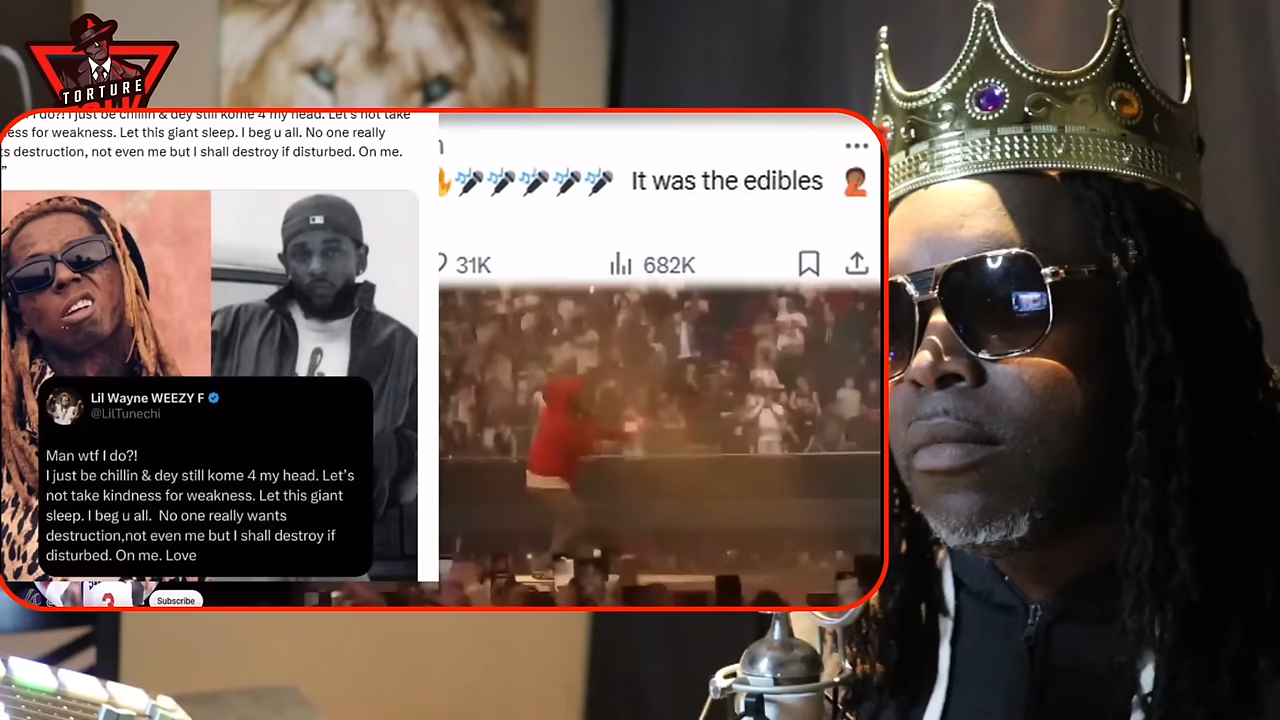 TORTURE
I just be chillin & dey still kome 4 my head. Let's not take
ess for weakness. Let this giant sleep. I beg u all. No one really
ts destruction, not even me but I shall destroy if disturbed. On me.
"
It was the edibles
31K
682K
Lil Wayne WEEZY F
@LilTunechi
Man wtf I do?!
I just be chillin & dey still kome 4 my head. Let's
not take kindness for weakness. Let this giant
sleep. I beg u all. No one really wants
destruction,not even me but I shall destroy if
disturbed. On me. Love
Subscribe